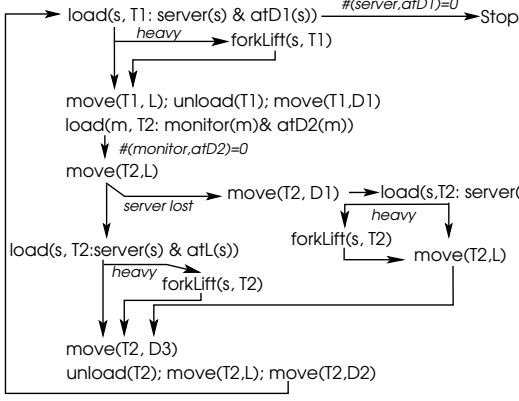 #(server,atD1)=0
load(s, T1: server(s) & atD1(s)) Stop
heavy
forkLift(s, T1)
move(T1, L); unload(T1); move(T1,D1)
load(m, T2: monitor(m)& atD2(m))
#(monitor,atD2)=0
move(T2,L)
server lost move(T2, D1) load(s,T2: server(
heavy
forkLift(s, T2)
move(T2,L)
load(s, T2:server(s) & atL(s))
heavy
forkLift(s, T2)
move(T2, D3)
unload(T2); move(T2,L); move(T2,D2)